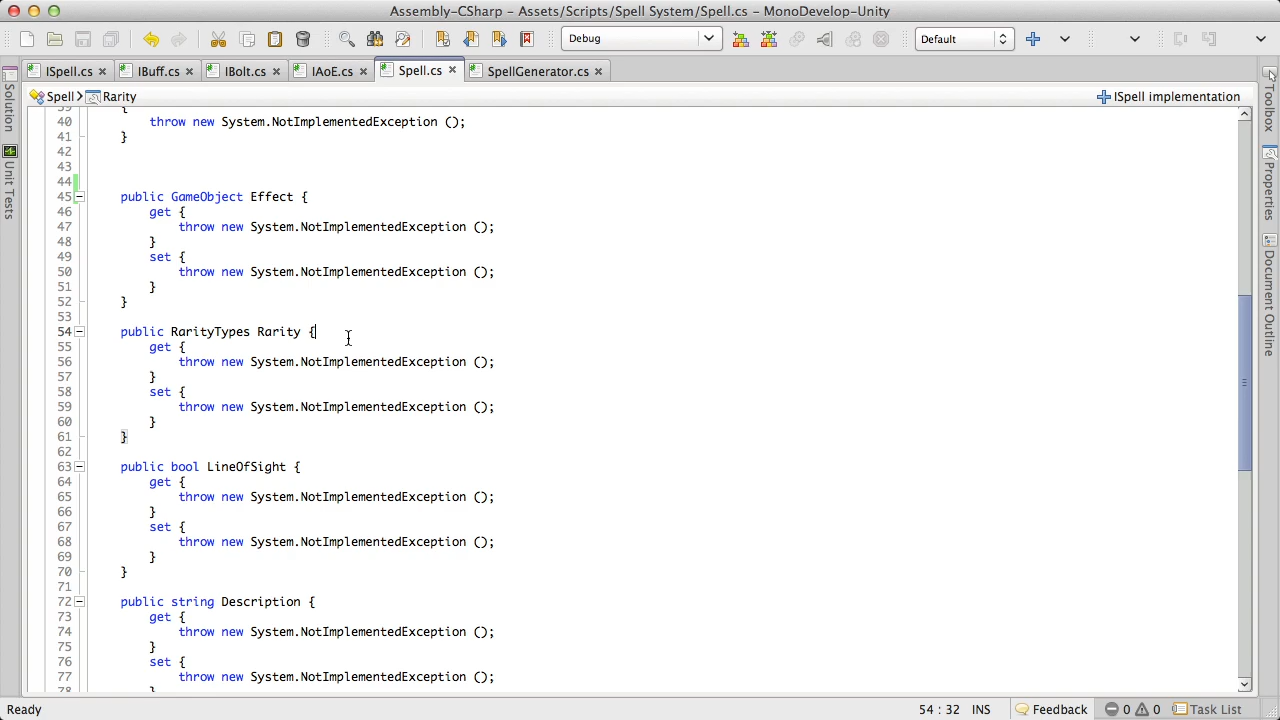 Assembly-CSharp - Assets/Scripts/Spell System/Spell.cs - MonoDevelop-Unity
Debug
Default
ISpell.cs
IBuff.cs
IBolt.cs
IAoE.cs
Spell.cs
SpellGenerator.cs
Solution
Unit Tests
Toolbox
Properties
Document Outline
Spell
Rarity
ISpell implementation
39 {
40 throw new System.NotImplementedException ();
41 }
42
43
44
45 public GameObject Effect {
46 get {
47 throw new System.NotImplementedException ();
48 }
49 set {
50 throw new System.NotImplementedException ();
51 }
52 }
53
54 public RarityTypes Rarity {
55 get {
56 throw new System.NotImplementedException ();
57 }
58 set {
59 throw new System.NotImplementedException ();
60 }
61 }
62
63 public bool LineOfSight {
64 get {
65 throw new System.NotImplementedException ();
66 }
67 set {
68 throw new System.NotImplementedException ();
69 }
70 }
71
72 public string Description {
73 get {
74 throw new System.NotImplementedException ();
75 }
76 set {
77 throw new System.NotImplementedException ();
78 }
Ready
54 : 32 INS
Feedback
0
0
Task List